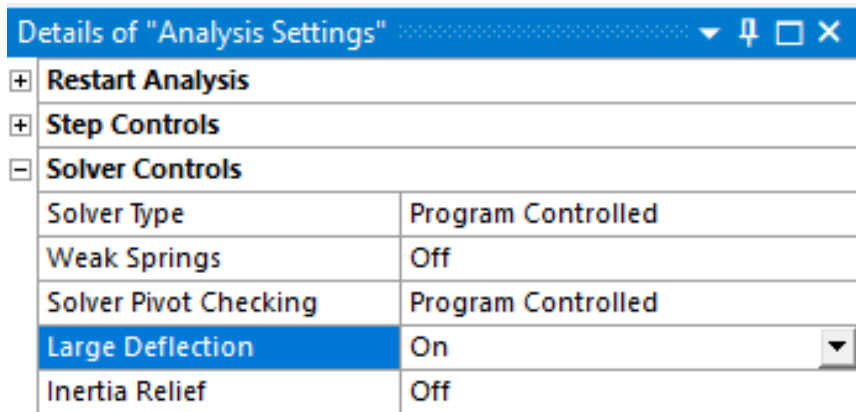 Details of "Analysis Settings"
Restart Analysis
Step Controls
Solver Controls
Solver Type Program Controlled
Weak Springs Off
Solver Pivot Checking Program Controlled
Large Deflection On
Inertia Relief Off